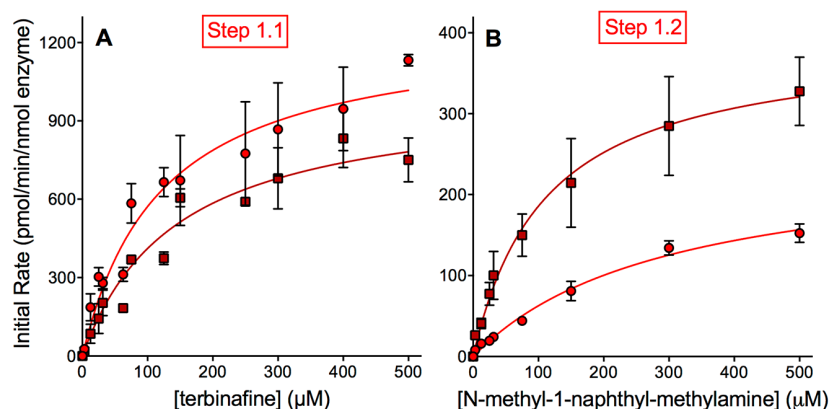 A
Step 1.1
B
Step 1.2
Initial Rate (pmol/min/nmol enzyme)
1200
900
600
300
0
0 100 200 300 400 500
[terbinafine] (µM)
400
300
200
100
0
0 100 200 300 400 500
[N-methyl-1-naphthyl-methylamine] (µM)